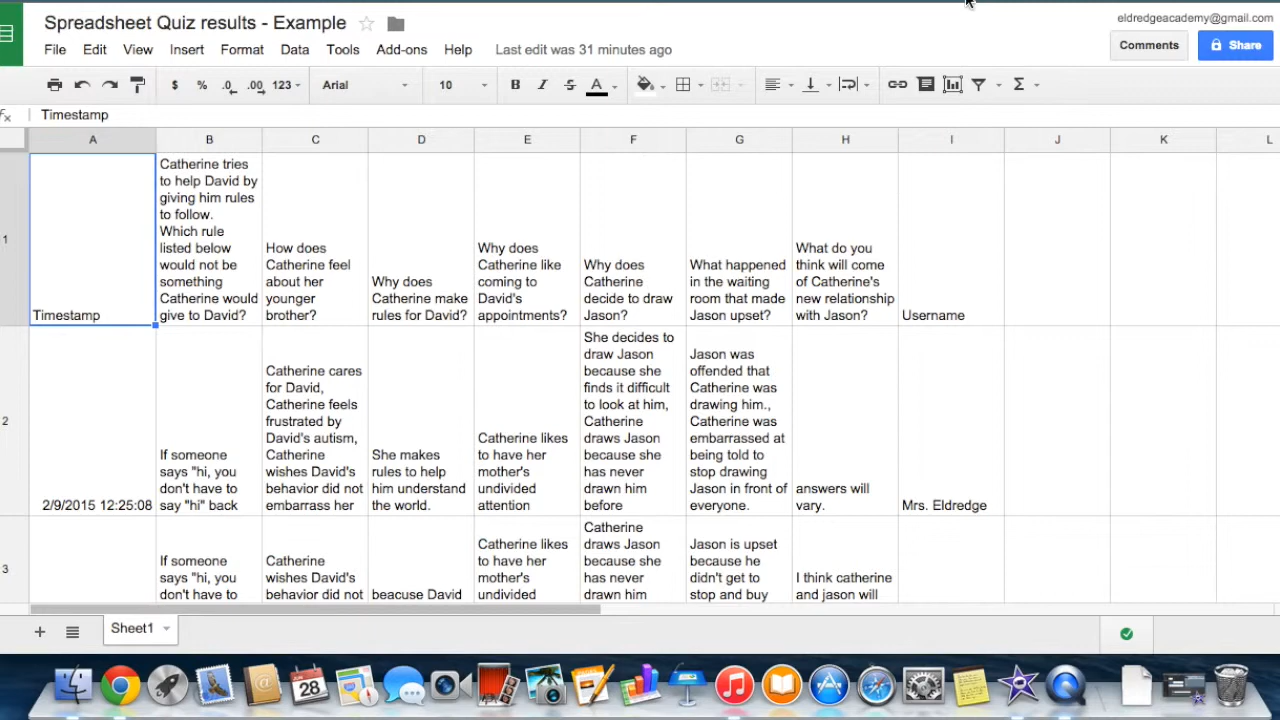 Spreadsheet Quiz results - Example
eldredgeacademy@gmail.com
File Edit View Insert Format Data Tools Add-ons Help Last edit was 31 minutes ago
Comments
Share
$ % .0 .00 123 Arial 10 B I S A
fx Timestamp
A B C D E F G H I J K L
1
Timestamp
Catherine tries
to help David by
giving him rules
to follow.
Which rule
listed below
would not be
something
Catherine would
give to David?
How does
Catherine feel
about her
younger
brother?
Why does
Catherine make
rules for David?
Why does
Catherine like
coming to
David's
appointments?
Why does
Catherine
decide to draw
Jason?
What happened
in the waiting
room that made
Jason upset?
What do you
think will come
of Catherine's
new relationship
with Jason?
Username
2
2/9/2015 12:25:08
If someone
says "hi, you
don't have to
say "hi" back
Catherine cares
for David,
Catherine feels
frustrated by
David's autism,
Catherine
wishes David's
behavior did not
embarrass her
She makes
rules to help
him understand
the world.
Catherine likes
to have her
mother's
undivided
attention
She decides to
draw Jason
because she
finds it difficult
to look at him,
Catherine
draws Jason
because she
has never
drawn him
before
Jason was
offended that
Catherine was
drawing him.,
Catherine was
embarrassed at
being told to
stop drawing
Jason in front of
everyone.
answers will
vary.
Mrs. Eldredge
3
If someone
says "hi, you
don't have to
Catherine
wishes David's
behavior did not
beacuse David
Catherine likes
to have her
mother's
undivided
Catherine
draws Jason
because she
has never
drawn him
Jason is upset
because he
didn't get to
stop and buy
I think catherine
and jason will
Sheet1
28